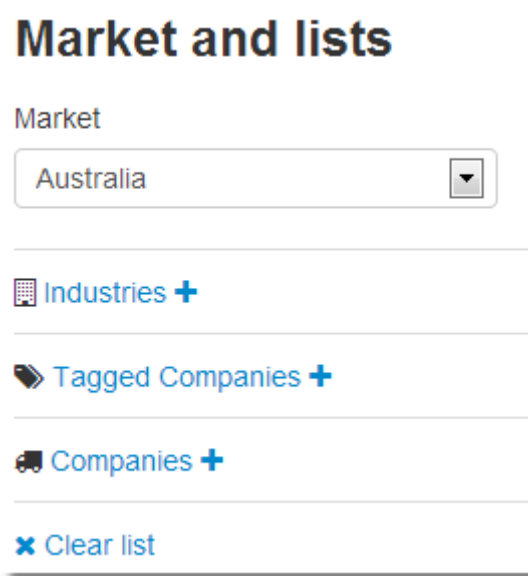 Market and lists
Market
Australia
Industries +
Tagged Companies +
Companies +
Clear list